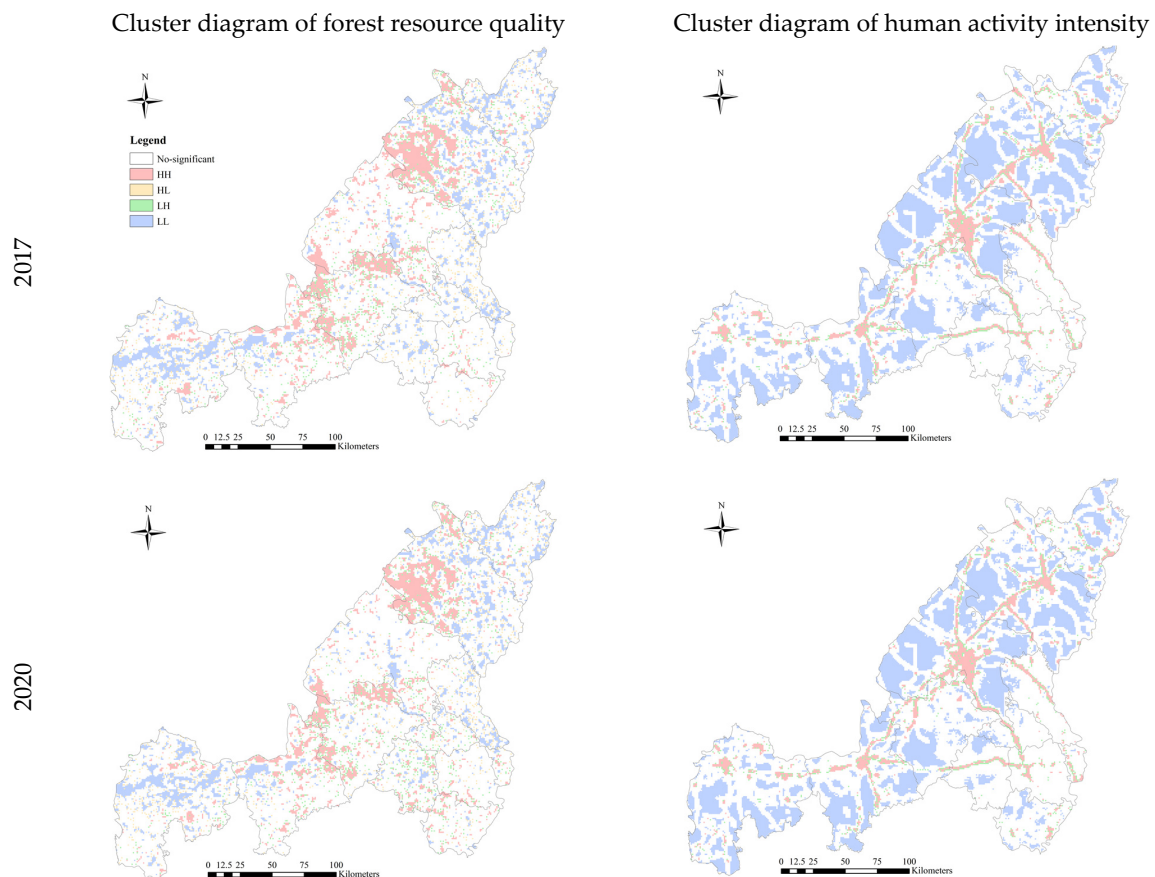 Cluster diagram of forest resource quality
Cluster diagram of human activity intensity
2017
N
Legend
No-significant
HH
HL
LH
LL
0 12.5 25 50 75 100
Kilometers
N
0 12.5 25 50 75 100
Kilometers
2020
N
0 12.5 25 50 75 100
Kilometers
N
0 12.5 25 50 75 100
Kilometers